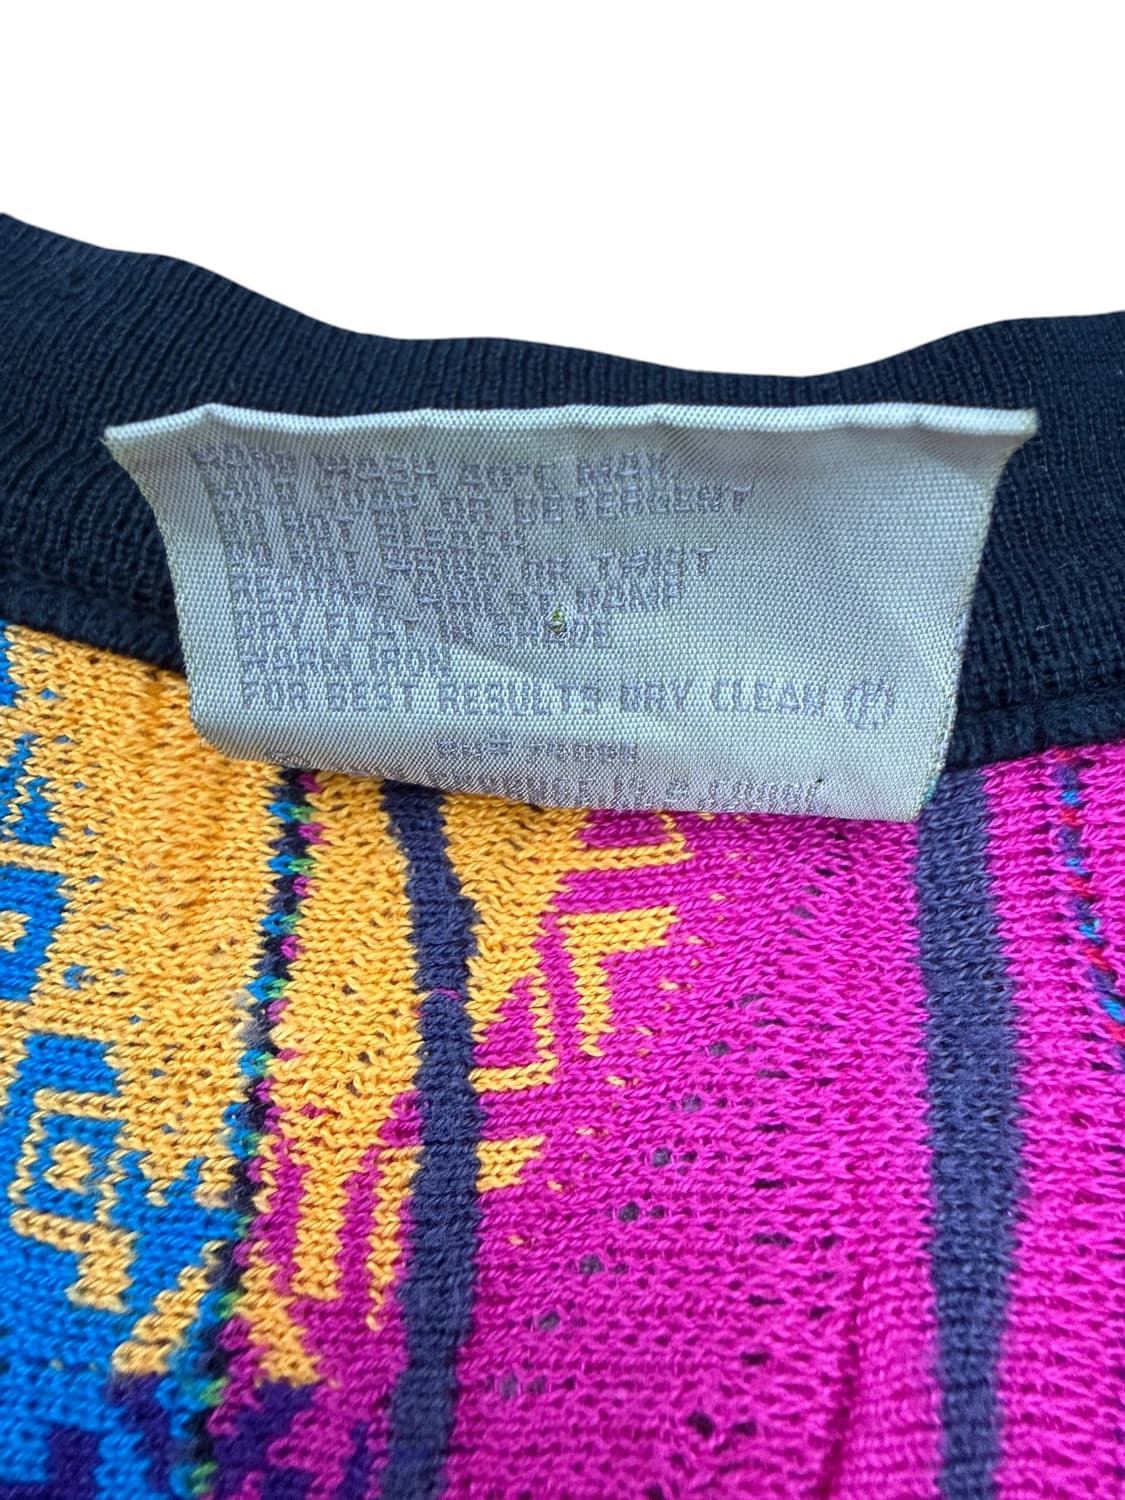 HAND WASH 40°C MAX.
PURE SOAP OR DETERGENT
DO NOT BLEACH
DO NOT WRING OR TWIST
RESHAPE WHILST DAMP
DRY FLAT IN SHADE
WARM IRON
FOR BEST RESULTS DRY CLEAN Ⓟ